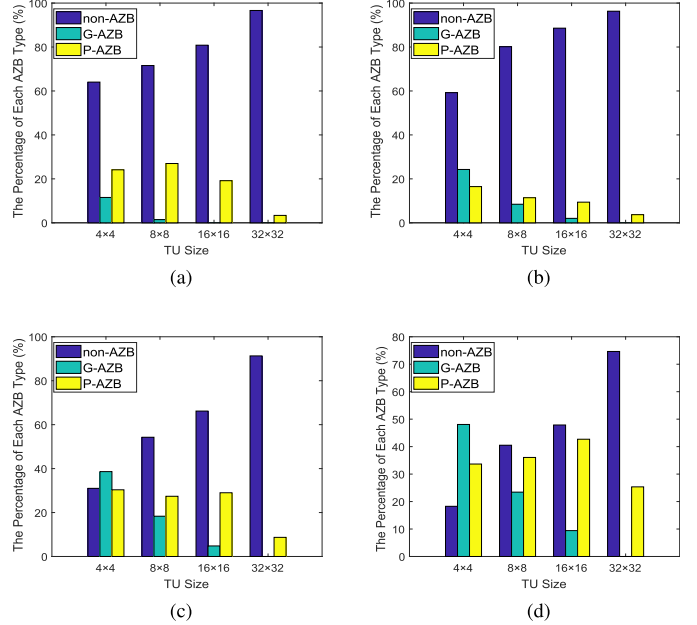 The Percentage of Each AZB Type (%)
100
80
60
40
20
0
non-AZB
G-AZB
P-AZB
4×4 8×8 16×16 32×32
TU Size
(a)
The Percentage of Each AZB Type (%)
100
80
60
40
20
0
non-AZB
G-AZB
P-AZB
4×4 8×8 16×16 32×32
TU Size
(b)
The Percentage of Each AZB Type (%)
100
80
60
40
20
0
non-AZB
G-AZB
P-AZB
4×4 8×8 16×16 32×32
TU Size
(c)
The Percentage of Each AZB Type (%)
80
70
60
50
40
30
20
10
0
non-AZB
G-AZB
P-AZB
4×4 8×8 16×16 32×32
TU Size
(d)